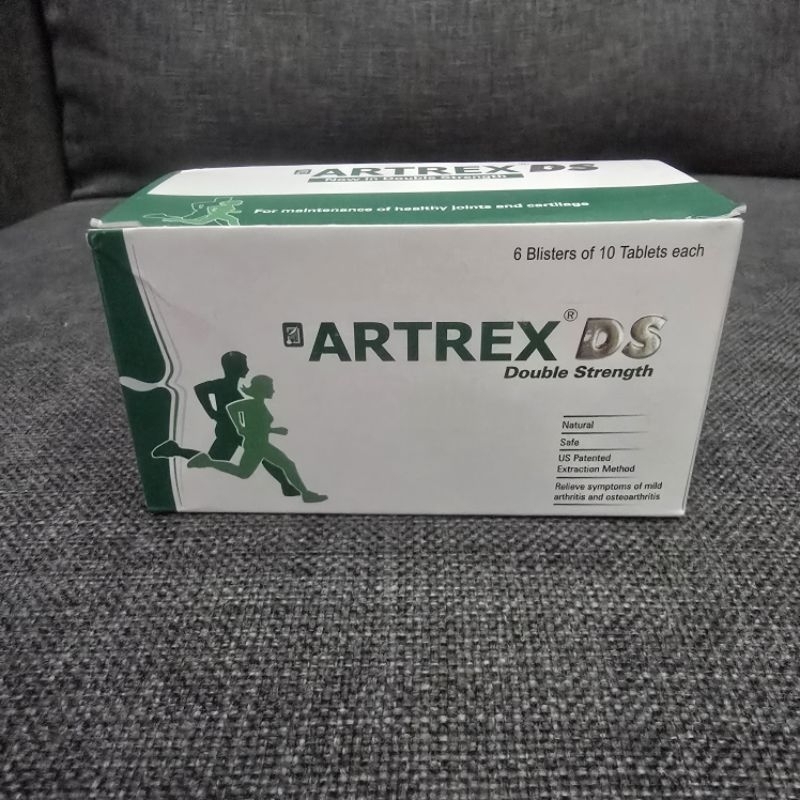 ARTREX® DS
Now in Double Strength
For maintenance of healthy joints and cartilage
6 Blisters of 10 Tablets each
ARTREX® DS
Double Strength
Natural
Safe
US Patented
Extraction Method
Relieve symptoms of mild
arthritis and osteoarthritis